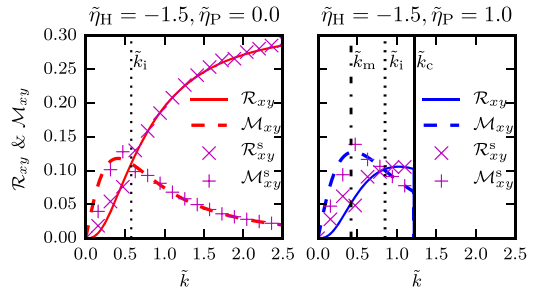 η̃_H = −1.5, η̃_P = 0.0
η̃_H = −1.5, η̃_P = 1.0
ℛ_xy & ℳ_xy
0.30
0.25
0.20
0.15
0.10
0.05
0.00
k̃_i
ℛ_xy
ℳ_xy
ℛ^s_xy
ℳ^s_xy
0.0 0.5 1.0 1.5 2.0 2.5
k̃
k̃_m
k̃_i
k̃_c
ℛ_xy
ℳ_xy
ℛ^s_xy
ℳ^s_xy
0.0 0.5 1.0 1.5 2.0 2.5
k̃